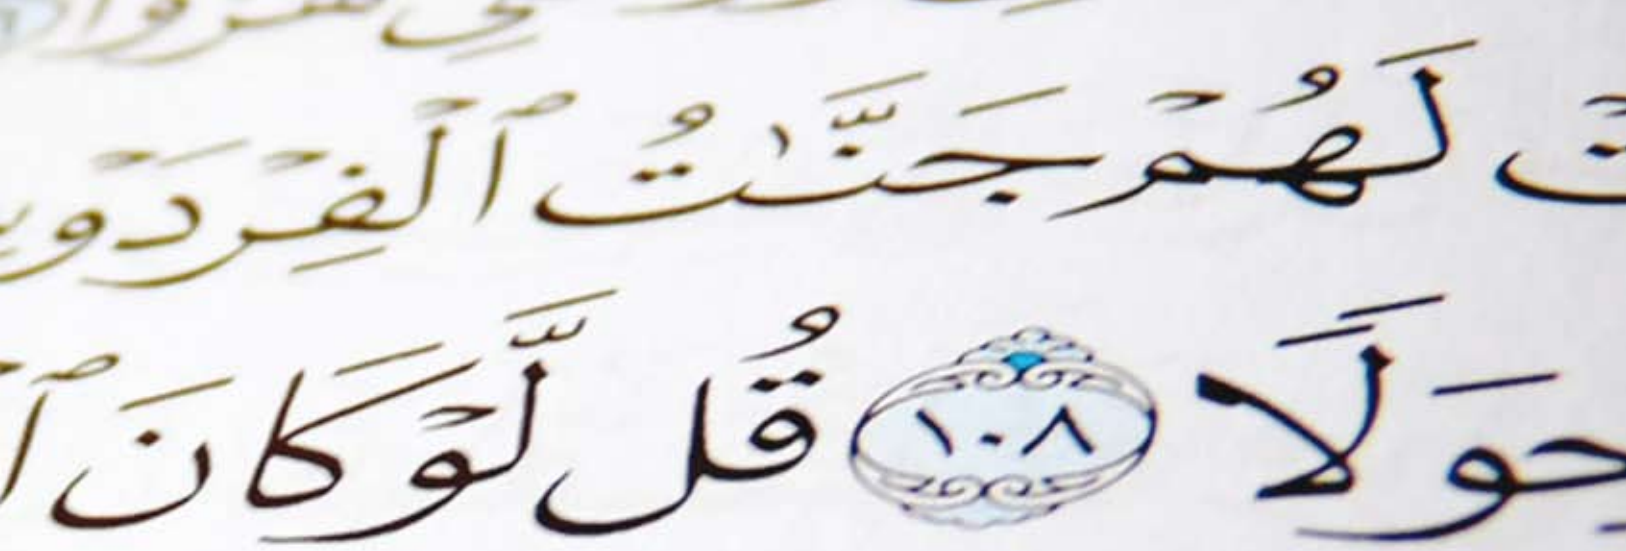 ت لَهُمْ جَنَّٰتُ ٱلْفِرْدَوْ
حِوَلًا ١٠٨ قُل لَّوْ كَانَ ٱ